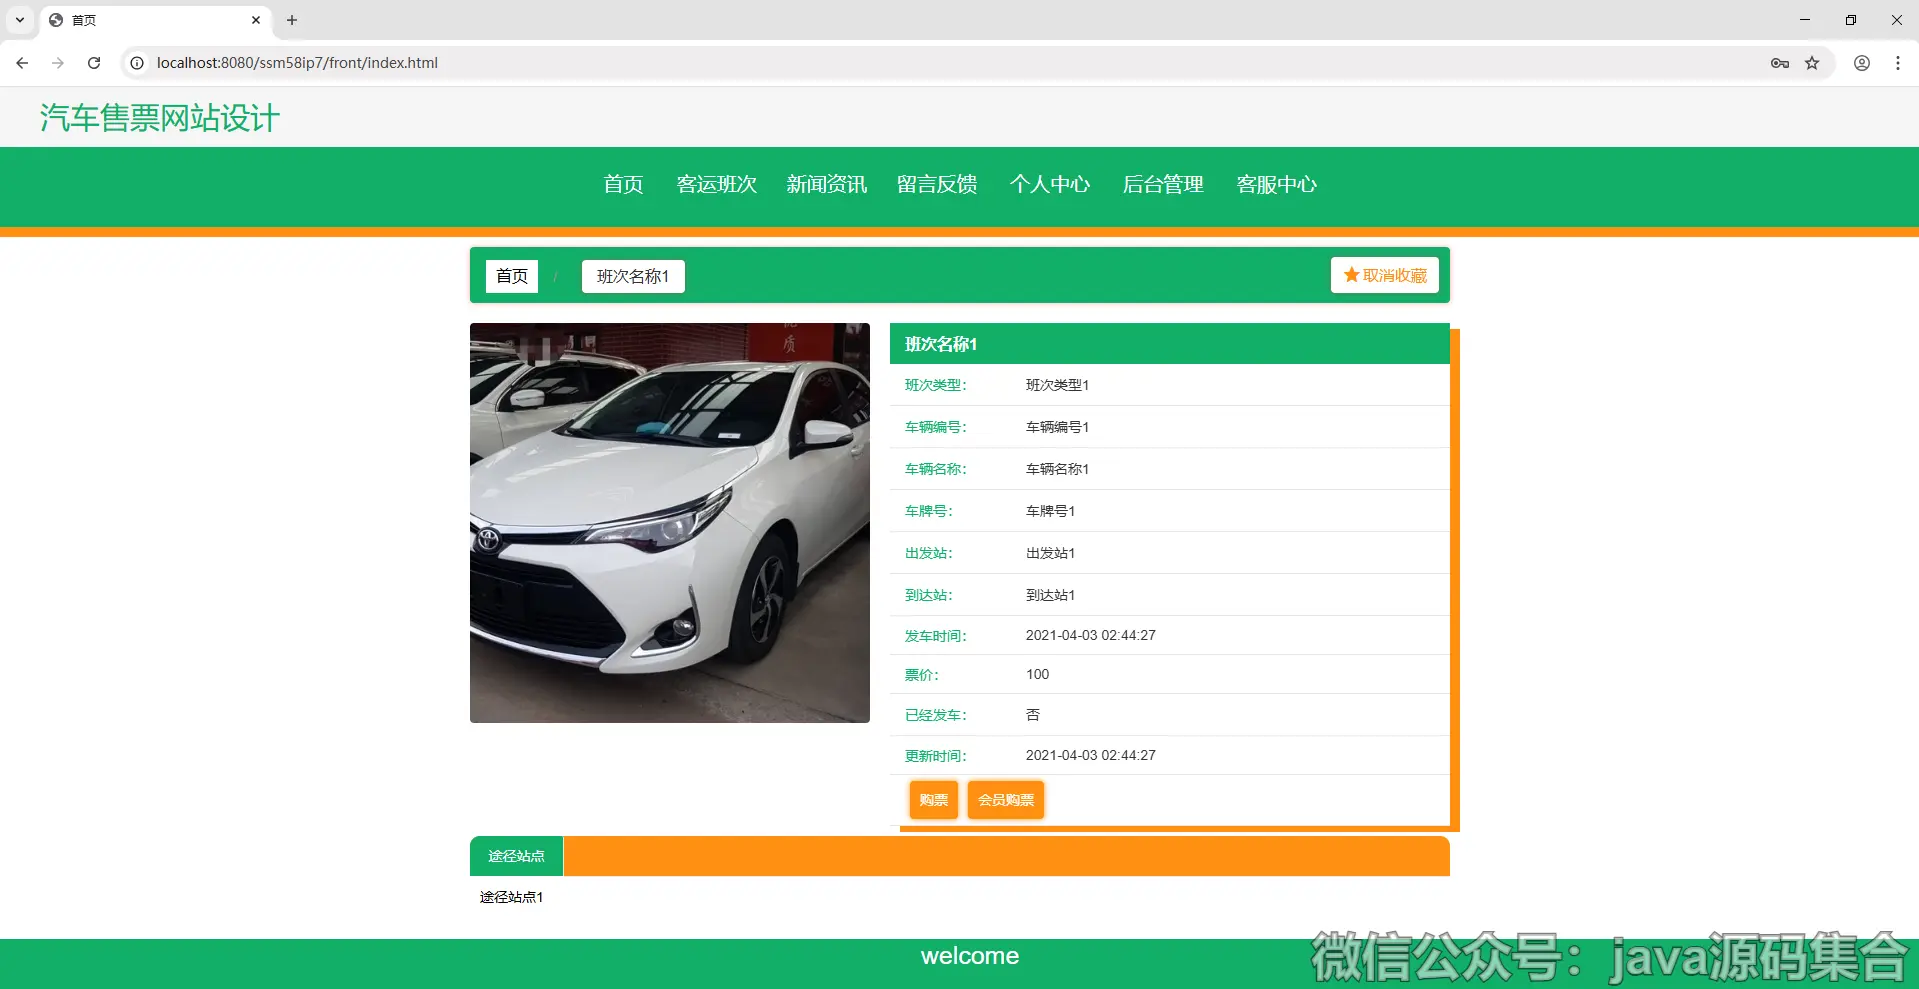 首页
localhost:8080/ssm58ip7/front/index.html
汽车售票网站设计
首页 客运班次 新闻资讯 留言反馈 个人中心 后台管理 客服中心
首页 / 班次名称1 ★取消收藏
质
班次名称1
班次类型: 班次类型1
车辆编号: 车辆编号1
车辆名称: 车辆名称1
车牌号: 车牌号1
出发站: 出发站1
到达站: 到达站1
发车时间: 2021-04-03 02:44:27
票价: 100
已经发车: 否
更新时间: 2021-04-03 02:44:27
购票 会员购票
途径站点
途径站点1
welcome
微信公众号：java源码集合